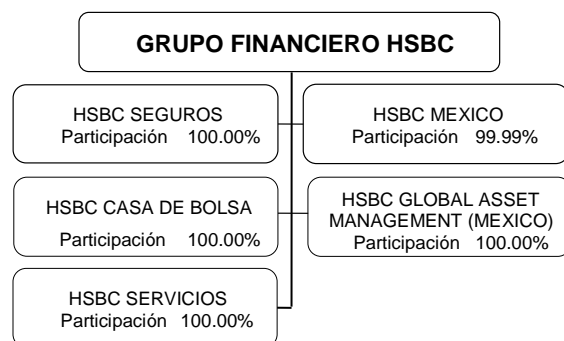 GRUPO FINANCIERO HSBC
HSBC SEGUROS
Participación 100.00%
HSBC MEXICO
Participación 99.99%
HSBC CASA DE BOLSA
Participación 100.00%
HSBC GLOBAL ASSET
MANAGEMENT (MEXICO)
Participación 100.00%
HSBC SERVICIOS
Participación 100.00%